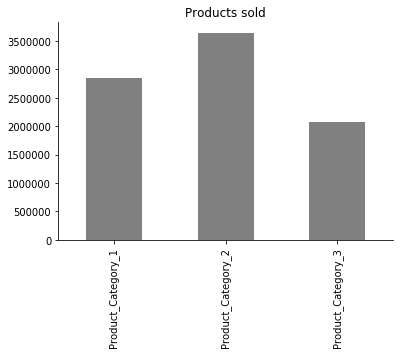 Products sold
3500000
3000000
2500000
2000000
1500000
1000000
500000
0
Product_Category_1
Product_Category_2
Product_Category_3